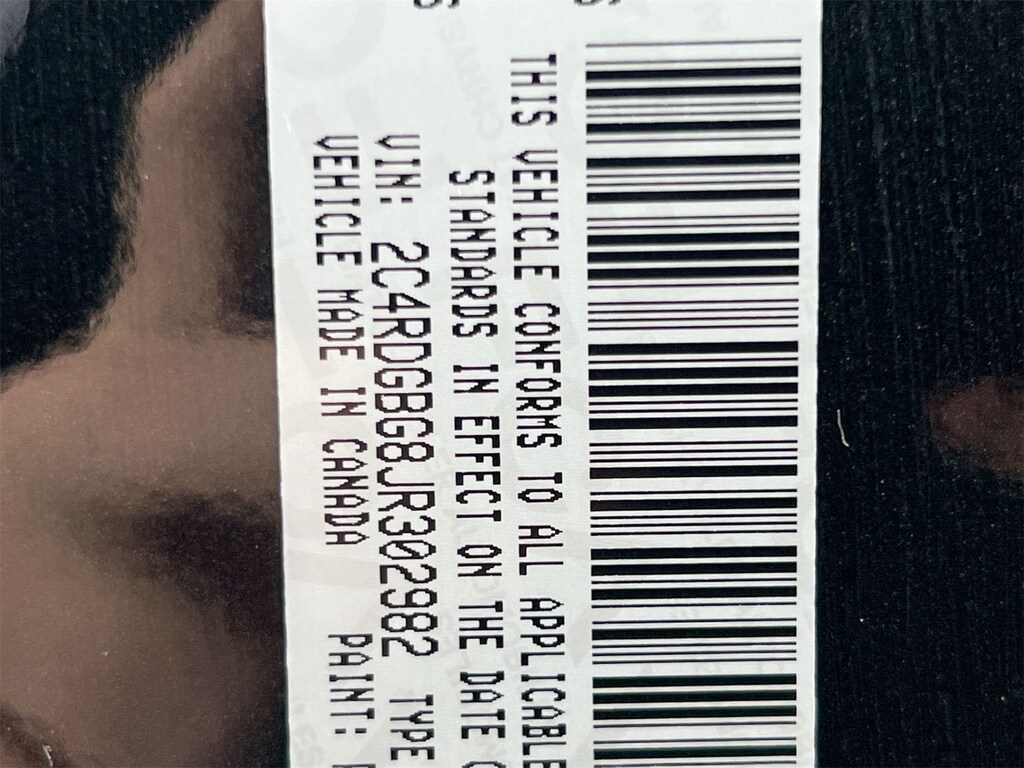 THIS VEHICLE CONFORMS TO ALL APPLICABLE
STANDARDS IN EFFECT ON THE DATE
VIN: 2C4RDGBG8JR302982 TYPE
VEHICLE MADE IN CANADA PAINT: